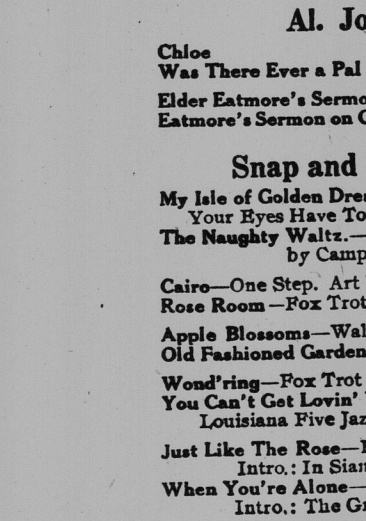 Al. Jo
Chloe
Was There Ever a Pal
Elder Eatmore's Sermo
Eatmore's Sermon on
Snap and
My Isle of Golden Dre
Your Eyes Have To
The Naughty Waltz.—
by Camp
Cairo—One Step. Art
Rose Room—Fox Trot
Apple Blossoms—Wal
Old Fashioned Garden
Wond'ring—Fox Trot
You Can't Get Lovin'
Louisiana Five Jaz
Just Like The Rose—
Intro.: In Siam
When You're Alone—
Intro.: The Gr